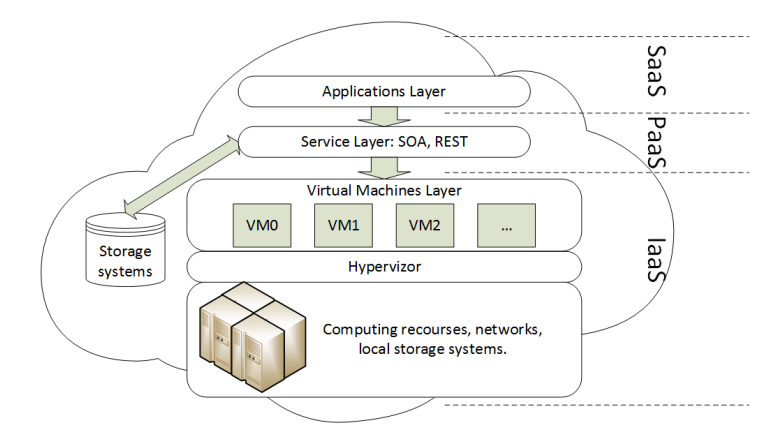 SaaS
Applications Layer
PaaS
Service Layer: SOA, REST
Virtual Machines Layer
VM0
VM1
VM2
...
Storage
systems
IaaS
Hypervizor
Computing recourses, networks,
local storage systems.